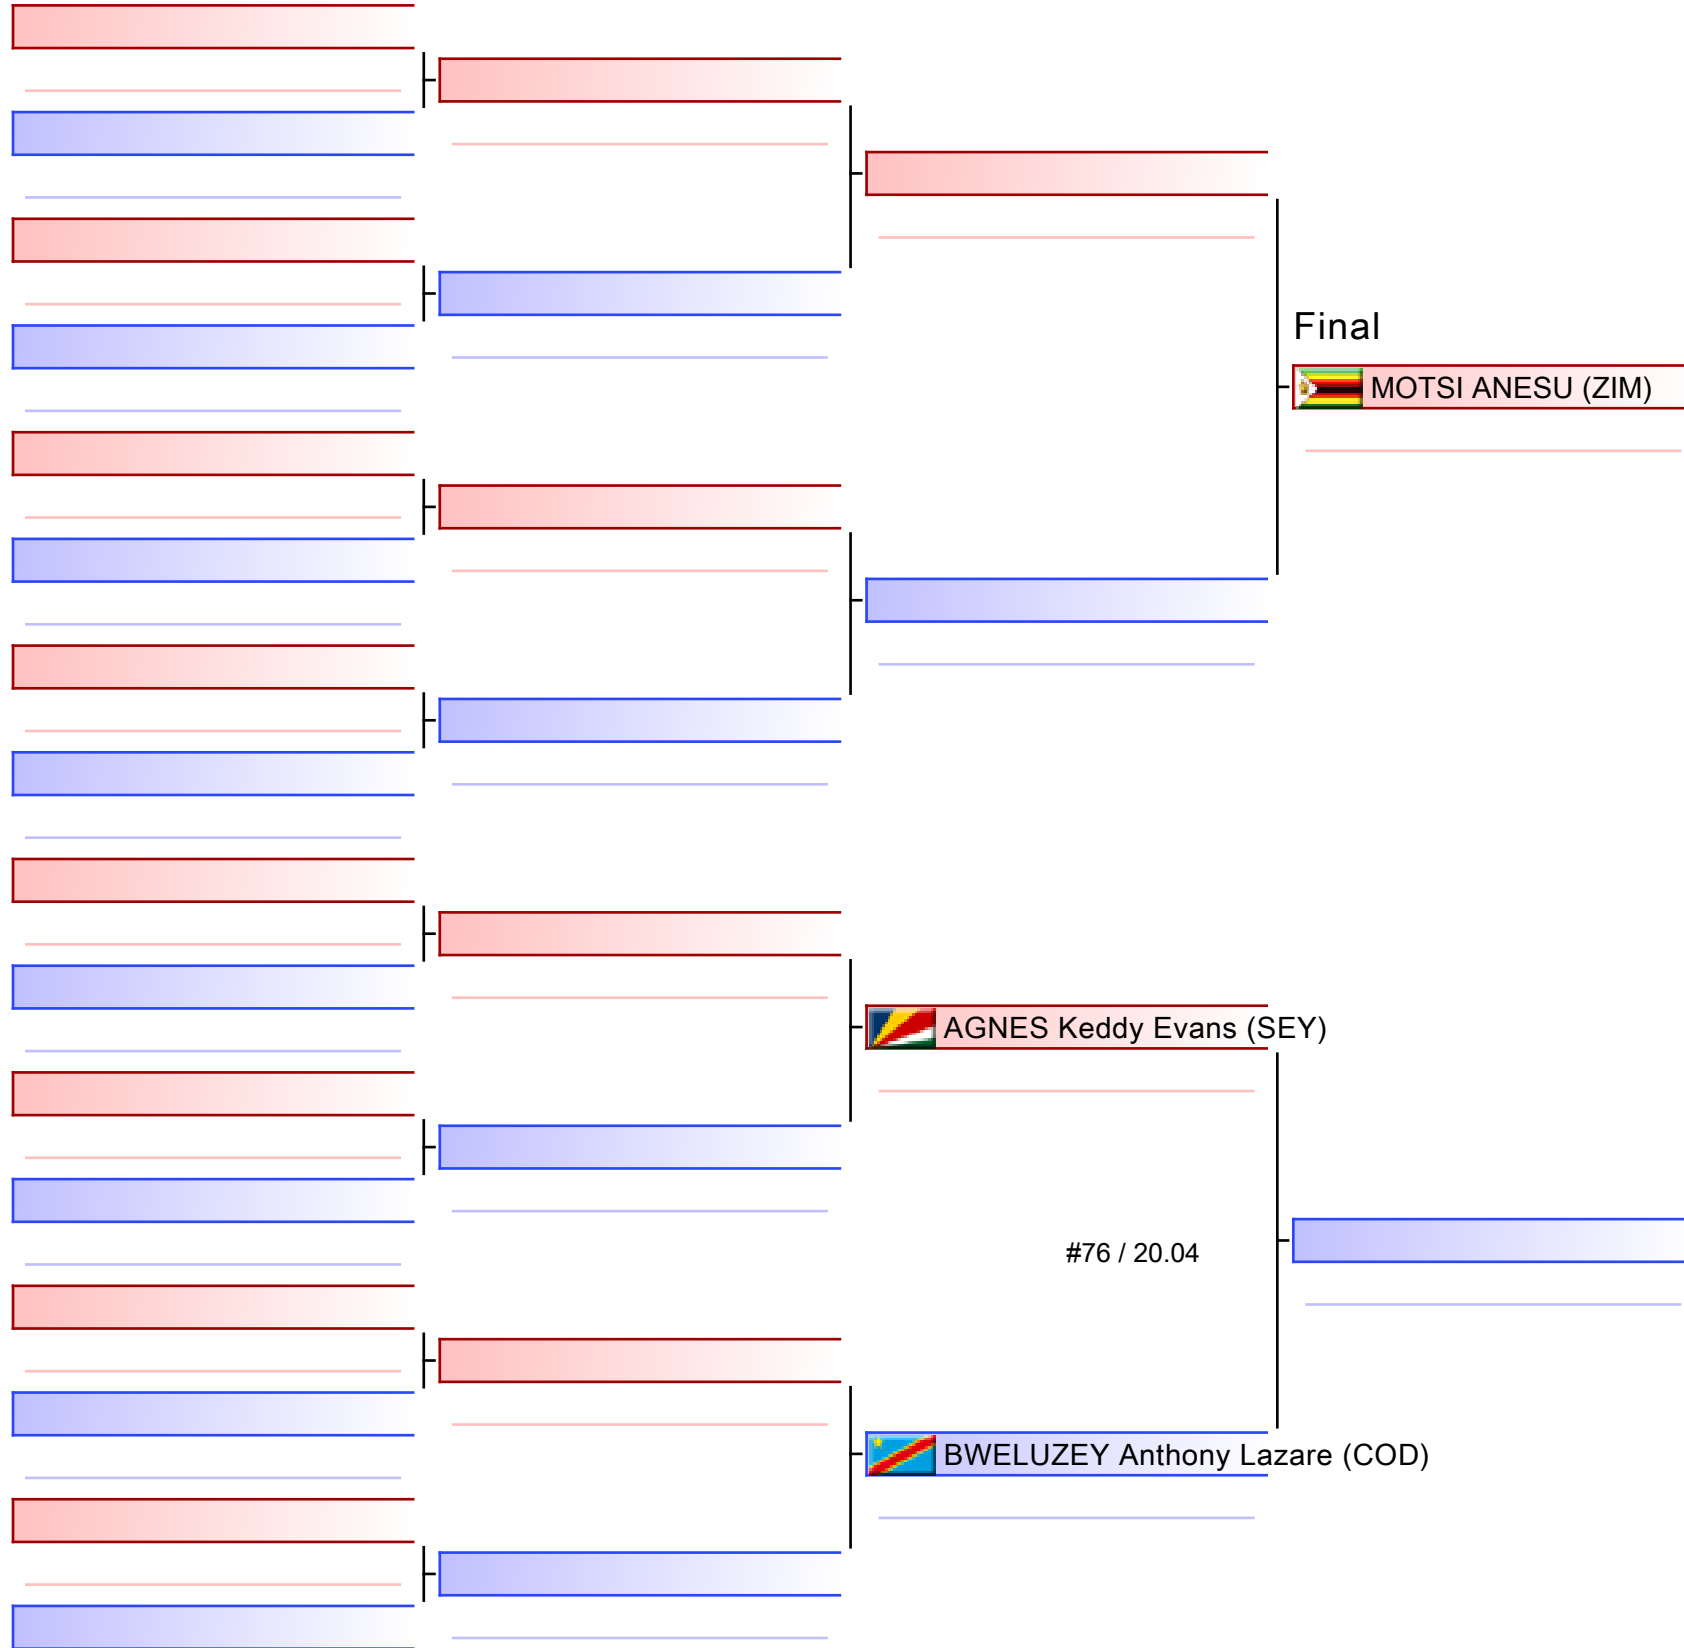 Final
MOTSI ANESU (ZIM)
AGNES Keddy Evans (SEY)
#76 / 20.04
BWELUZEY Anthony Lazare (COD)